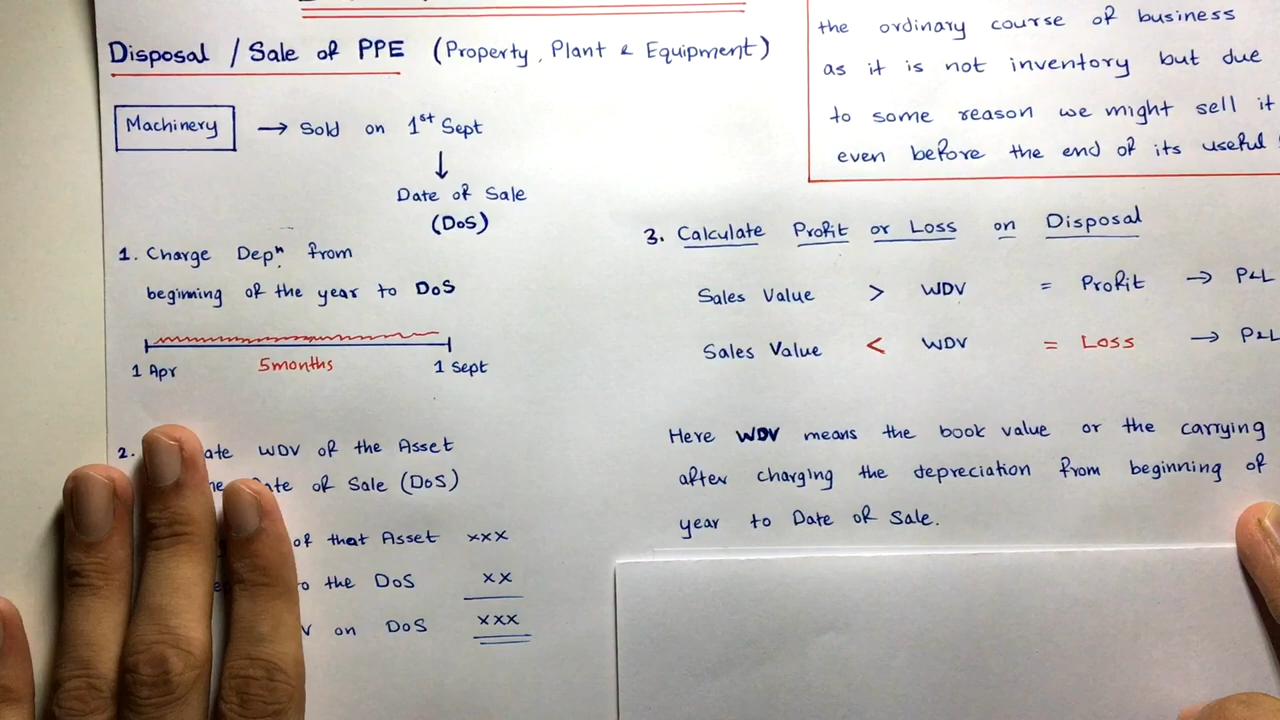 Disposal / Sale of PPE (Property, Plant & Equipment)
Machinery → Sold on 1st Sept
↓
Date of Sale
(DoS)
1. Charge Depn. from
beginning of the year to DoS
5 months
1 Apr 1 Sept
2. ate WDV of the Asset
Date of Sale (DoS)
of that Asset xxx
to the DoS xx
on DoS xxx
the ordinary course of business
as it is not inventory but due
to some reason we might sell it
even before the end of its useful
3. Calculate Profit or Loss on Disposal
Sales Value > WDV = Profit → P&L
Sales Value < WDV = Loss → P&L
Here WDV means the book value or the carrying
after charging the depreciation from beginning of
year to Date of Sale.